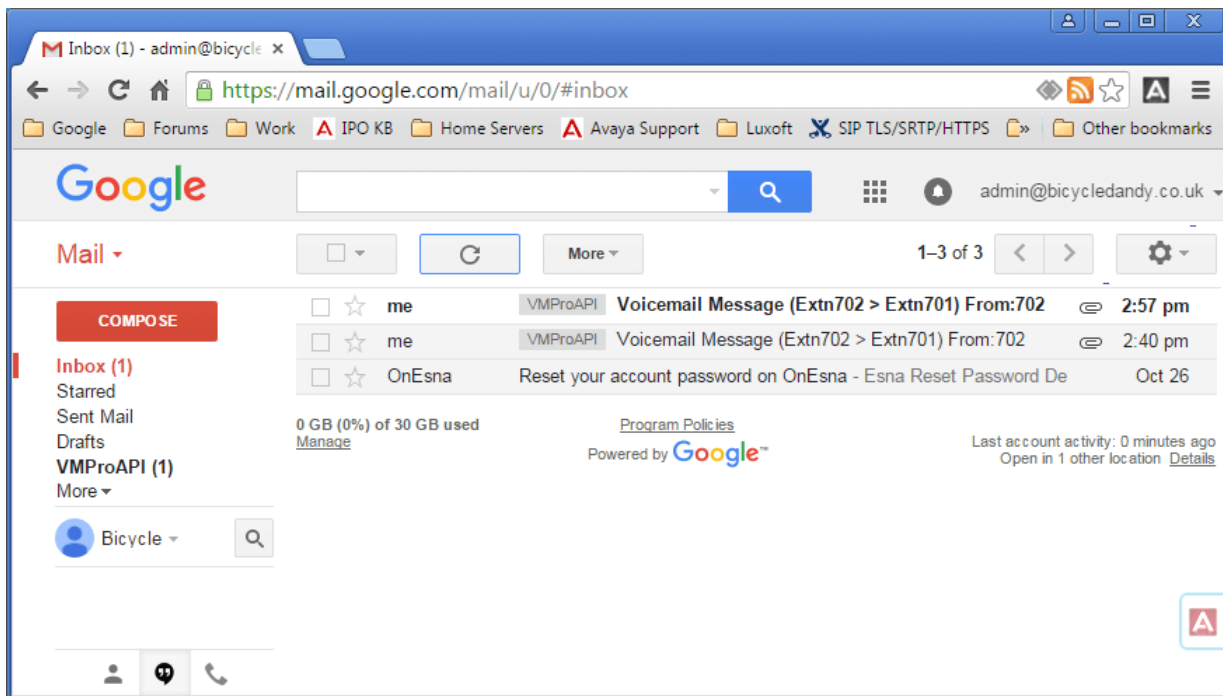 Inbox (1) - admin@bicycle
https://mail.google.com/mail/u/0/#inbox
Google Forums Work IPO KB Home Servers Avaya Support Luxoft SIP TLS/SRTP/HTTPS » Other bookmarks
Google admin@bicycledandy.co.uk
Mail More 1–3 of 3
COMPOSE
me VMProAPI Voicemail Message (Extn702 > Extn701) From:702 2:57 pm
me VMProAPI Voicemail Message (Extn702 > Extn701) From:702 2:40 pm
OnEsna Reset your account password on OnEsna - Esna Reset Password De Oct 26
Inbox (1)
Starred
Sent Mail
Drafts
VMProAPI (1)
More
0 GB (0%) of 30 GB used
Manage
Program Policies
Powered by Google™
Last account activity: 0 minutes ago
Open in 1 other location Details
Bicycle